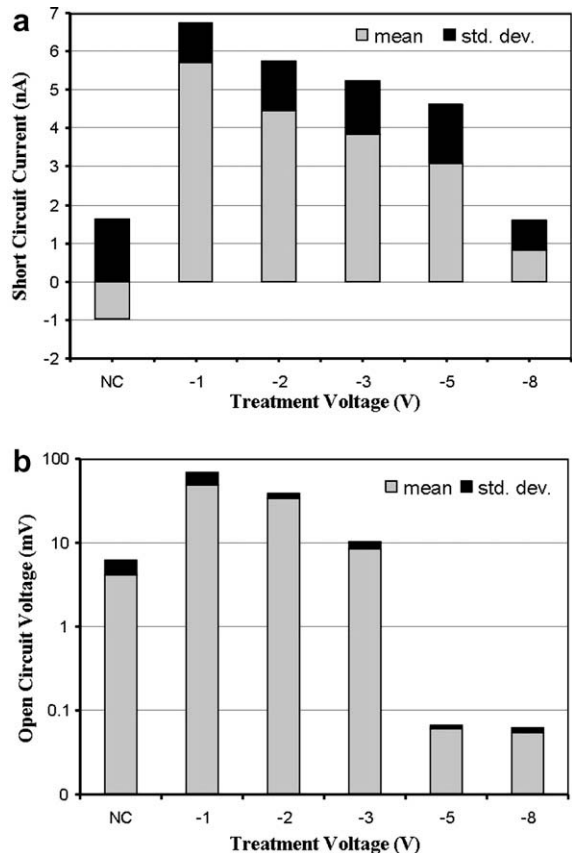 a
mean std. dev.
Short Circuit Current (nA)
7
6
5
4
3
2
1
0
-1
-2
NC -1 -2 -3 -5 -8
Treatment Voltage (V)
b
mean std. dev.
Open Circuit Voltage (mV)
100
10
1
0.1
0
NC -1 -2 -3 -5 -8
Treatment Voltage (V)